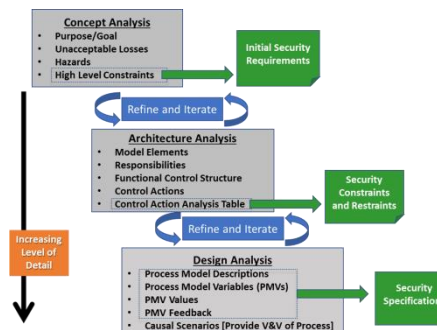 Concept Analysis
• Purpose/Goal
• Unacceptable Losses
• Hazards
• High Level Constraints
Initial Security
Requirements
Refine and Iterate
Architecture Analysis
• Model Elements
• Responsibilities
• Functional Control Structure
• Control Actions
• Control Action Analysis Table
Security
Constraints
and Restraints
Increasing
Level of
Detail
Refine and Iterate
Design Analysis
• Process Model Descriptions
• Process Model Variables (PMVs)
• PMV Values
• PMV Feedback
• Causal Scenarios [Provide V&V of Process]
Security
Specification